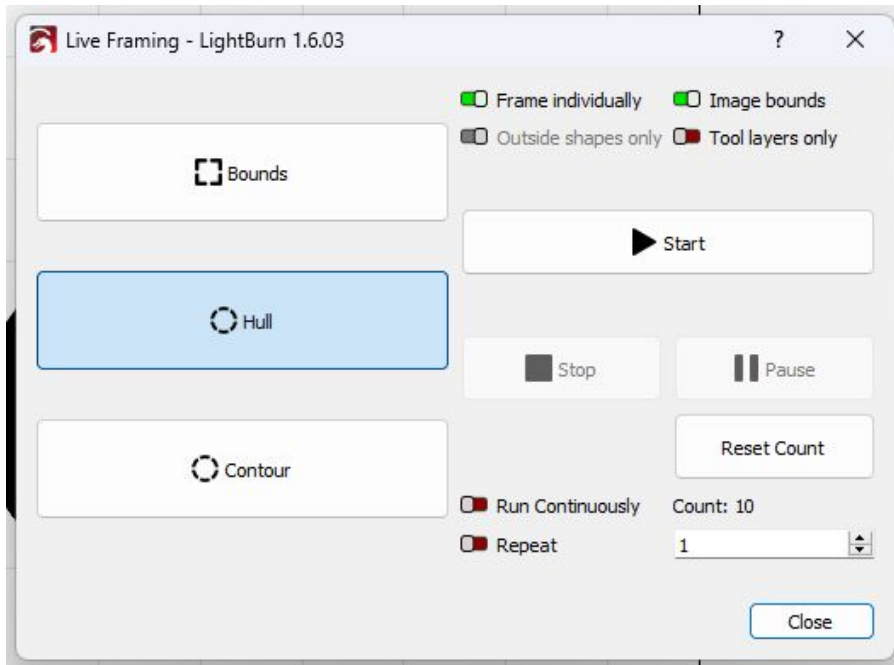 Live Framing - LightBurn 1.6.03
?
Frame individually
Image bounds
Outside shapes only
Tool layers only
Bounds
Start
Hull
Stop
Pause
Reset Count
Contour
Run Continuously
Count: 10
Repeat
1
Close